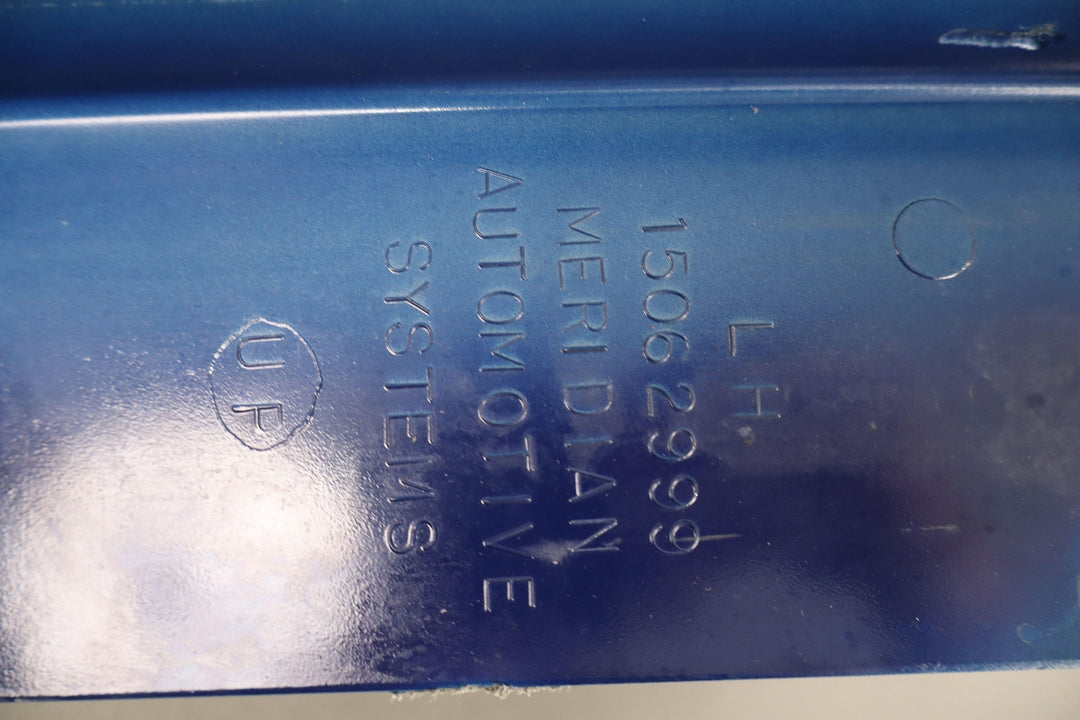 LH
15062999
MERIDIAN
AUTOMOTIVE
SYSTEMS
UP